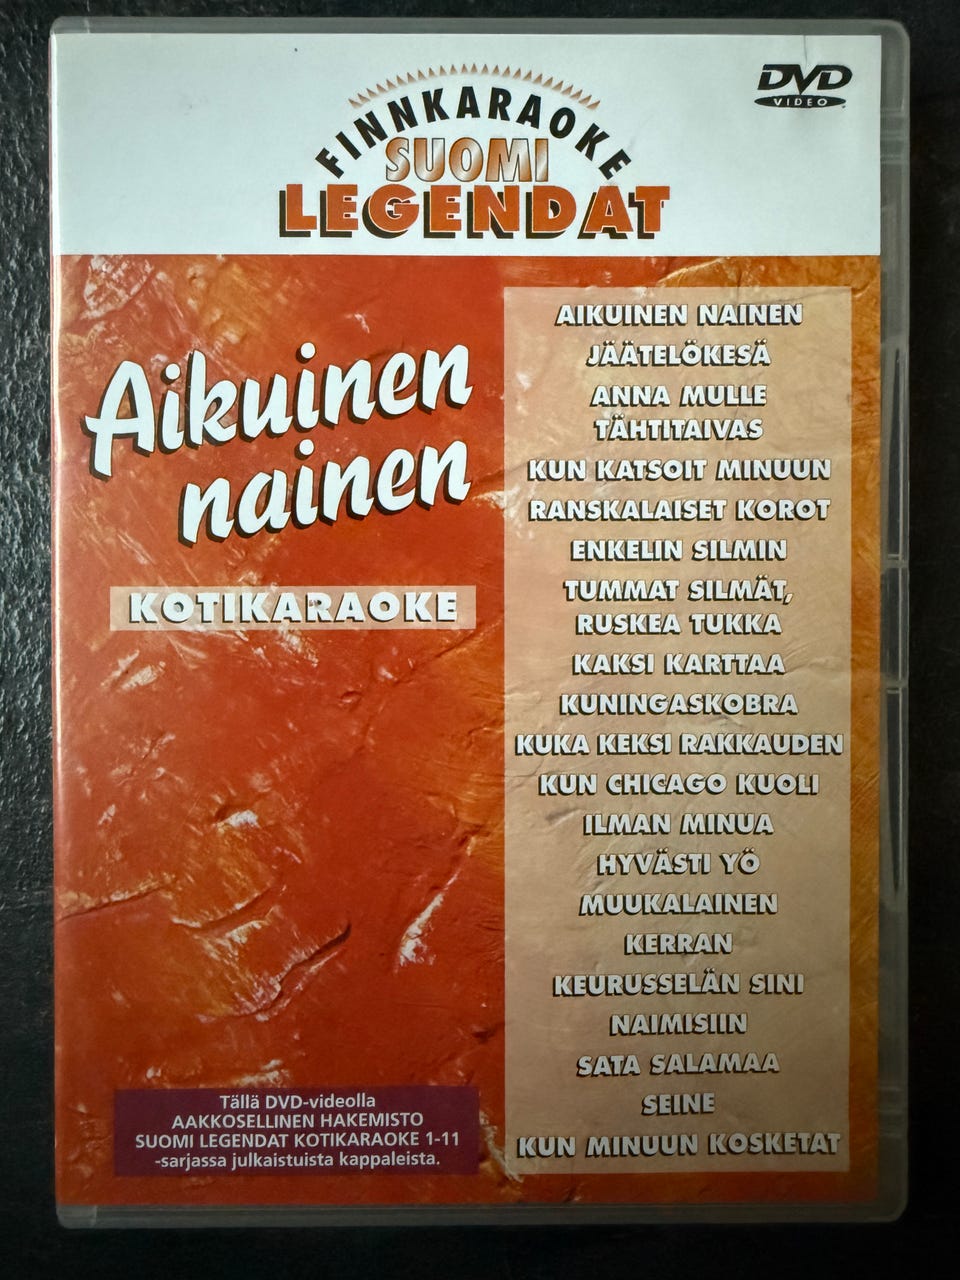 FINNKARAOKE
SUOMI
LEGENDAT
DVD
VIDEO
Aikuinen
nainen
KOTIKARAOKE
AIKUINEN NAINEN
JÄÄTELÖKESÄ
ANNA MULLE
TÄHTITAIVAS
KUN KATSOIT MINUUN
RANSKALAISET KOROT
ENKELIN SILMIN
TUMMAT SILMÄT,
RUSKEA TUKKA
KAKSI KARTTAA
KUNINGASKOBRA
KUKA KEKSI RAKKAUDEN
KUN CHICAGO KUOLI
ILMAN MINUA
HYVÄSTI YÖ
MUUKALAINEN
KERRAN
KEURUSSELÄN SINI
NAIMISIIN
SATA SALAMAA
SEINE
KUN MINUUN KOSKETAT
Tällä DVD-videolla
AAKKOSELLINEN HAKEMISTO
SUOMI LEGENDAT KOTIKARAOKE 1-11
-sarjassa julkaistuista kappaleista.